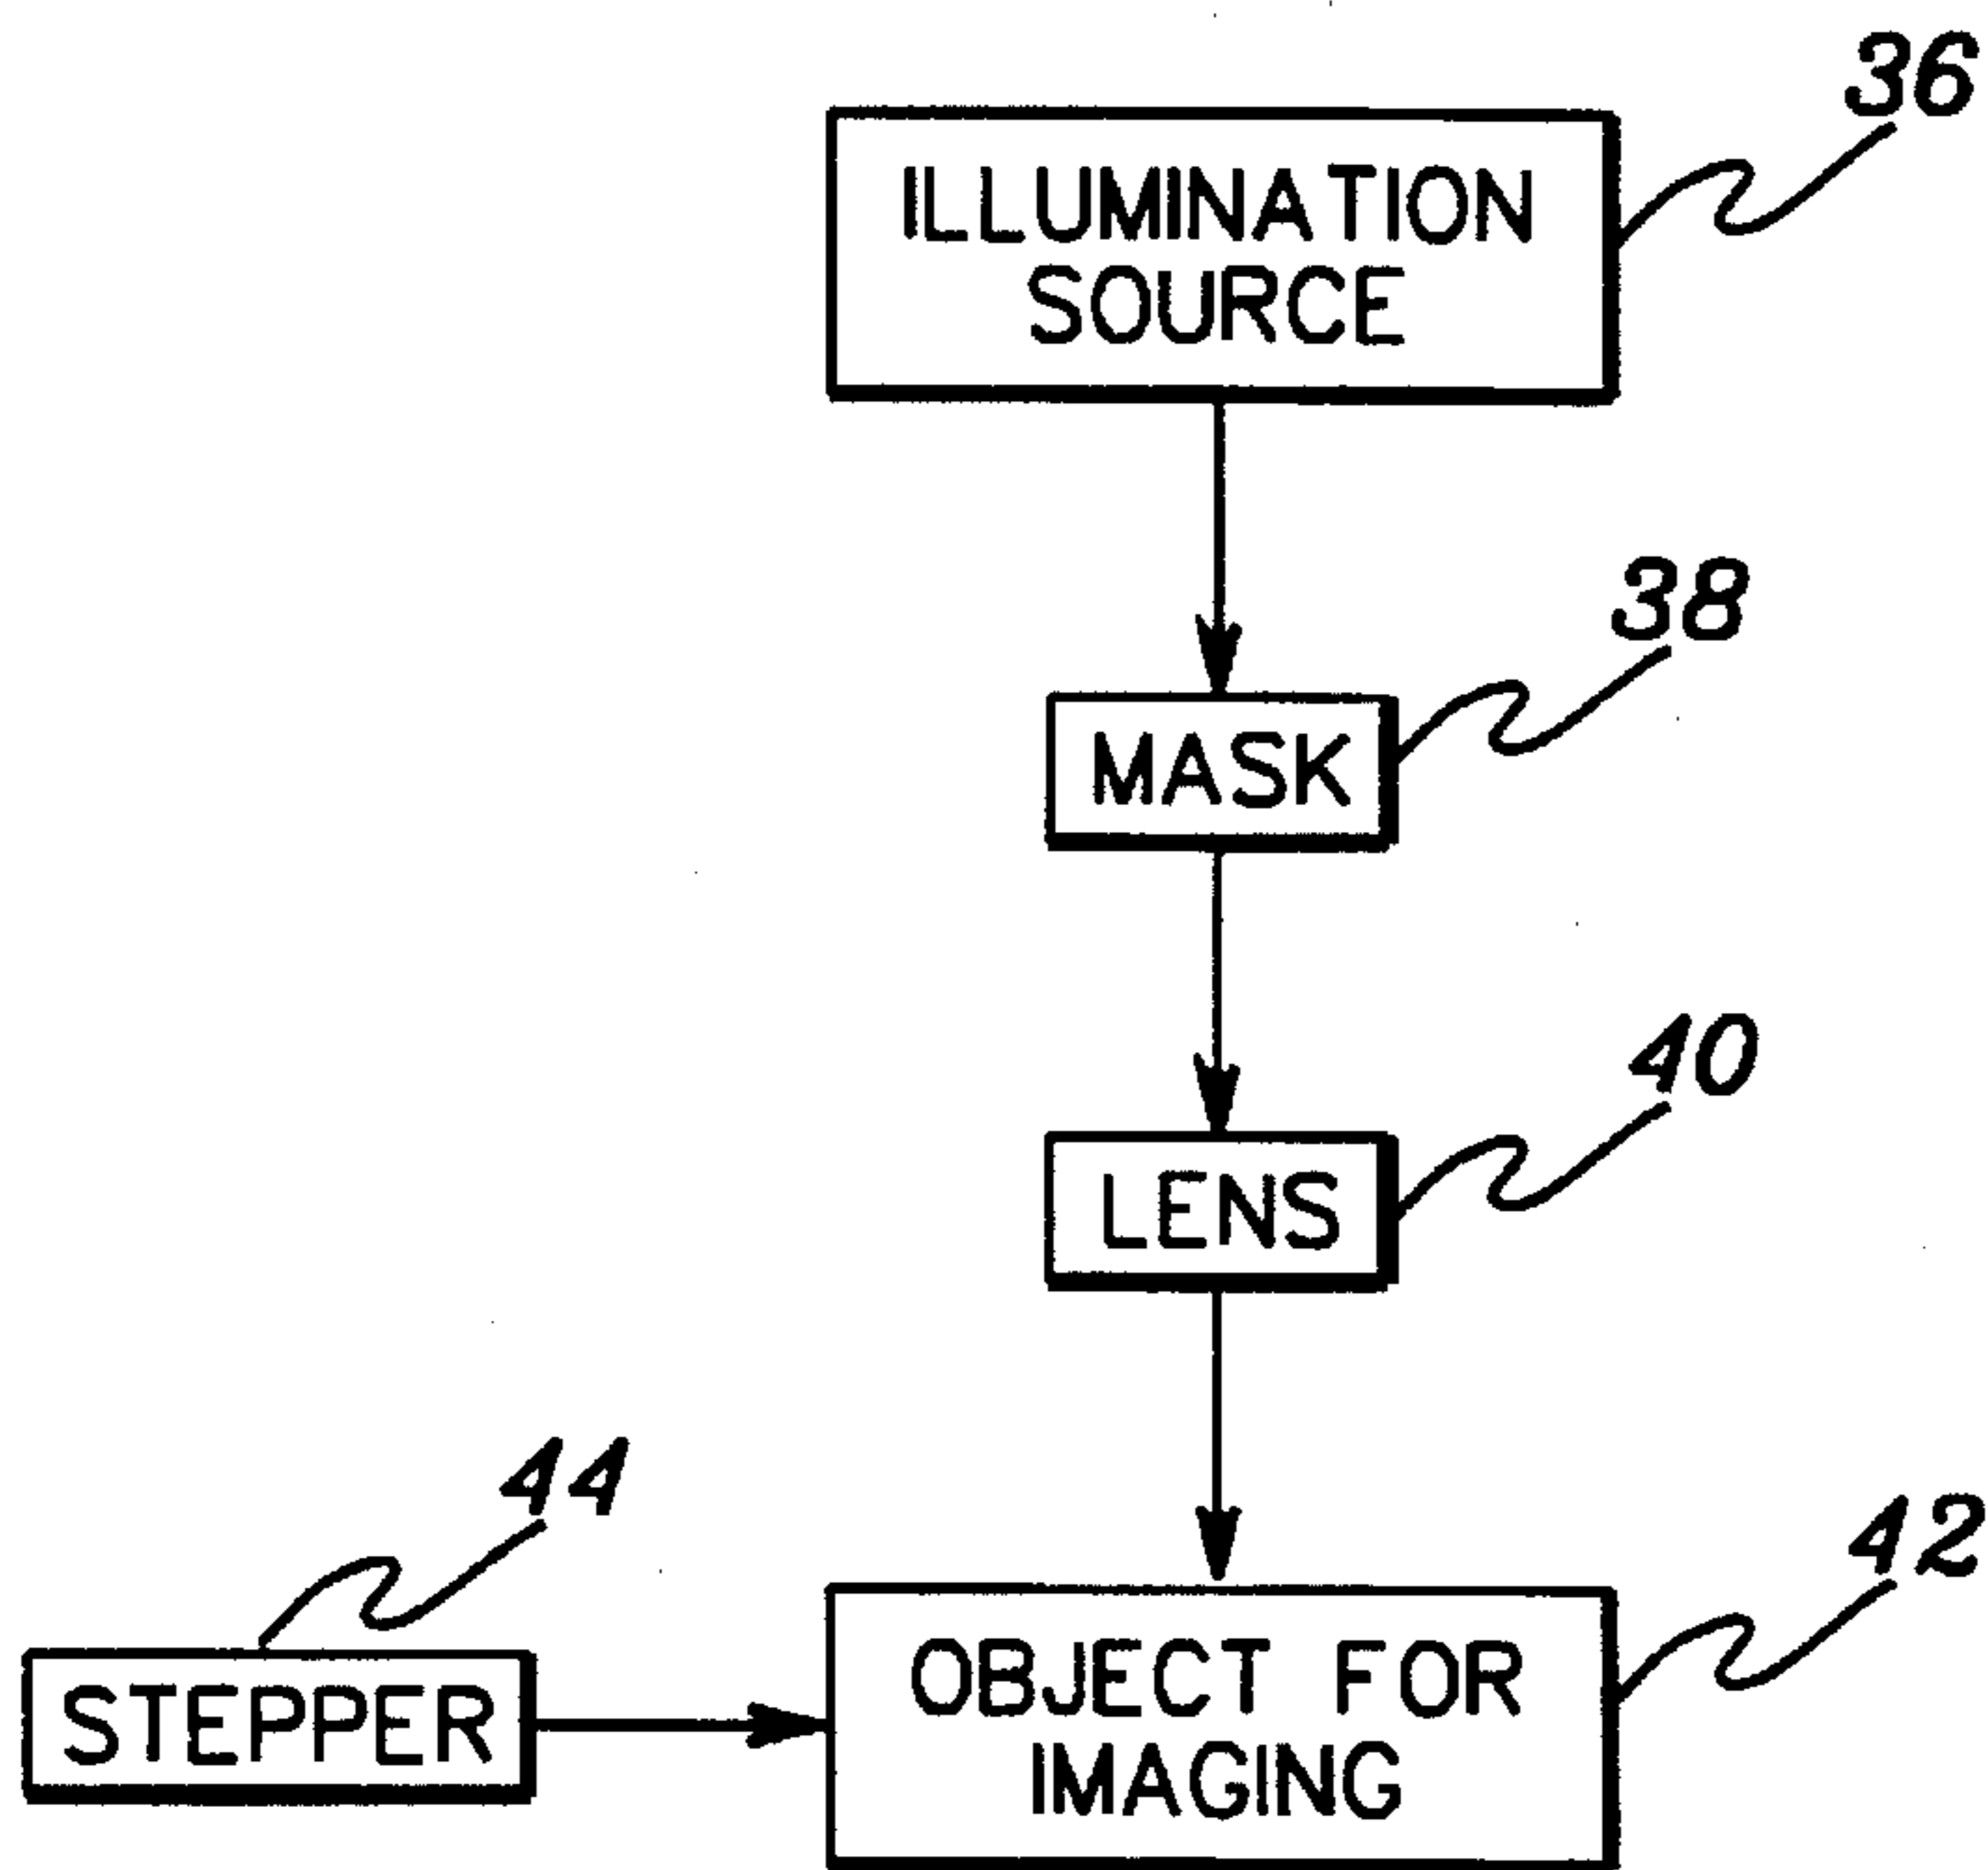 36
ILLUMINATION
SOURCE
38
MASK
40
LENS
44
STEPPER
42
OBJECT FOR
IMAGING